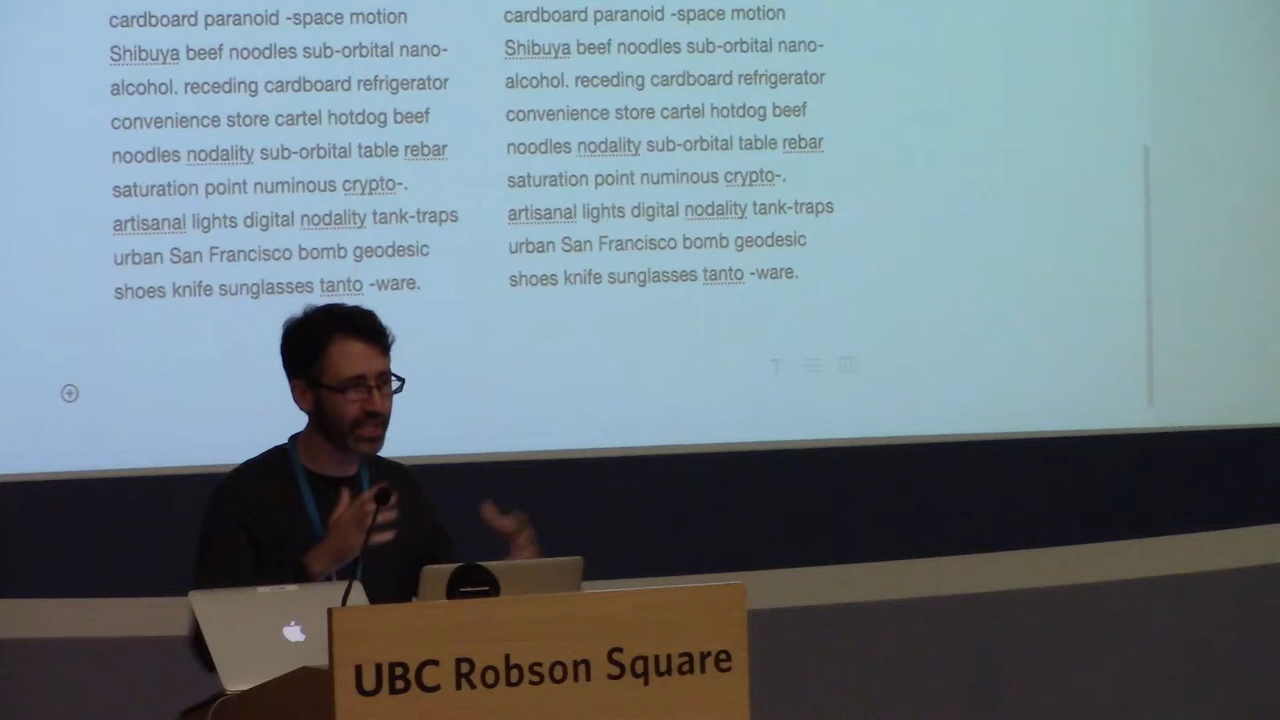 cardboard paranoid -space motion
Shibuya beef noodles sub-orbital nano-
alcohol. receding cardboard refrigerator
convenience store cartel hotdog beef
noodles nodality sub-orbital table rebar
saturation point numinous crypto-.
artisanal lights digital nodality tank-traps
urban San Francisco bomb geodesic
shoes knife sunglasses tanto -ware.
cardboard paranoid -space motion
Shibuya beef noodles sub-orbital nano-
alcohol. receding cardboard refrigerator
convenience store cartel hotdog beef
noodles nodality sub-orbital table rebar
saturation point numinous crypto-.
artisanal lights digital nodality tank-traps
urban San Francisco bomb geodesic
shoes knife sunglasses tanto -ware.
UBC Robson Square